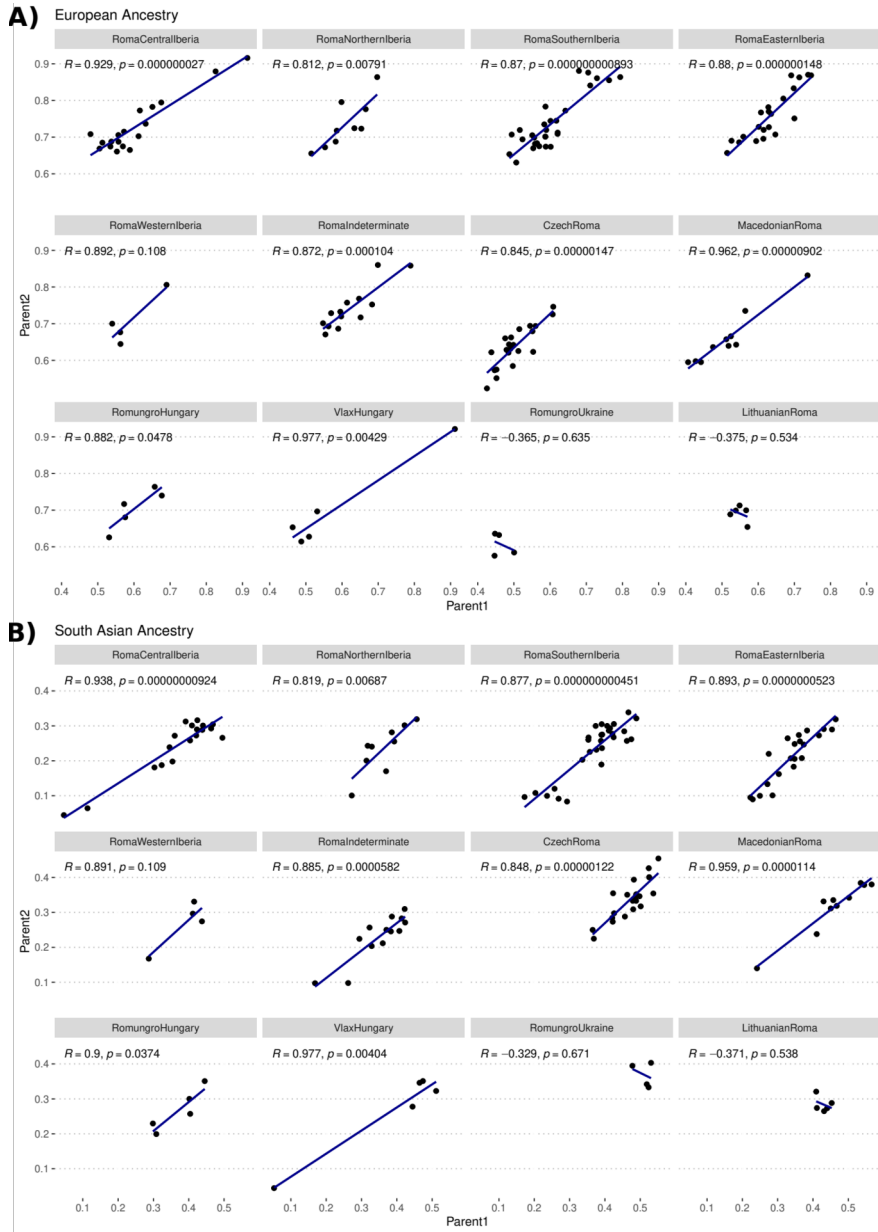 A) European Ancestry
RomaCentralIberia RomaNorthernIberia RomaSouthernIberia RomaEasternIberia
R = 0.929, p = 0.000000027 R = 0.812, p = 0.00791 R = 0.87, p = 0.000000000893 R = 0.88, p = 0.000000148
0.9
0.8
0.7
0.6
RomaWesternIberia RomaIndeterminate CzechRoma MacedonianRoma
R = 0.892, p = 0.108 R = 0.872, p = 0.000104 R = 0.845, p = 0.00000147 R = 0.962, p = 0.00000902
0.9
0.8
0.7
0.6
Parent2
RomungroHungary VlaxHungary RomungroUkraine LithuanianRoma
R = 0.882, p = 0.0478 R = 0.977, p = 0.00429 R = −0.365, p = 0.635 R = −0.375, p = 0.534
0.9
0.8
0.7
0.6
0.4 0.5 0.6 0.7 0.8 0.9 0.4 0.5 0.6 0.7 0.8 0.9 0.4 0.5 0.6 0.7 0.8 0.9 0.4 0.5 0.6 0.7 0.8 0.9
Parent1
B) South Asian Ancestry
RomaCentralIberia RomaNorthernIberia RomaSouthernIberia RomaEasternIberia
R = 0.938, p = 0.00000000924 R = 0.819, p = 0.00687 R = 0.877, p = 0.000000000451 R = 0.893, p = 0.0000000523
0.4
0.3
0.2
0.1
RomaWesternIberia RomaIndeterminate CzechRoma MacedonianRoma
R = 0.891, p = 0.109 R = 0.885, p = 0.0000582 R = 0.848, p = 0.00000122 R = 0.959, p = 0.0000114
0.4
0.3
0.2
0.1
Parent2
RomungroHungary VlaxHungary RomungroUkraine LithuanianRoma
R = 0.9, p = 0.0374 R = 0.977, p = 0.00404 R = −0.329, p = 0.671 R = −0.371, p = 0.538
0.4
0.3
0.2
0.1
0.1 0.2 0.3 0.4 0.5 0.1 0.2 0.3 0.4 0.5 0.1 0.2 0.3 0.4 0.5 0.1 0.2 0.3 0.4 0.5
Parent1